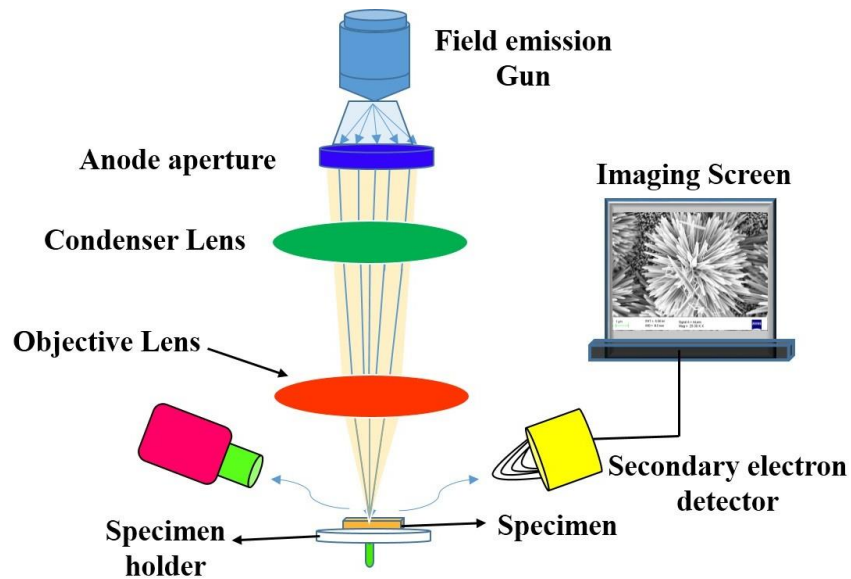 Field emission
Gun
Anode aperture
Imaging Screen
Condenser Lens
Objective Lens
Secondary electron
detector
Specimen
Specimen
holder